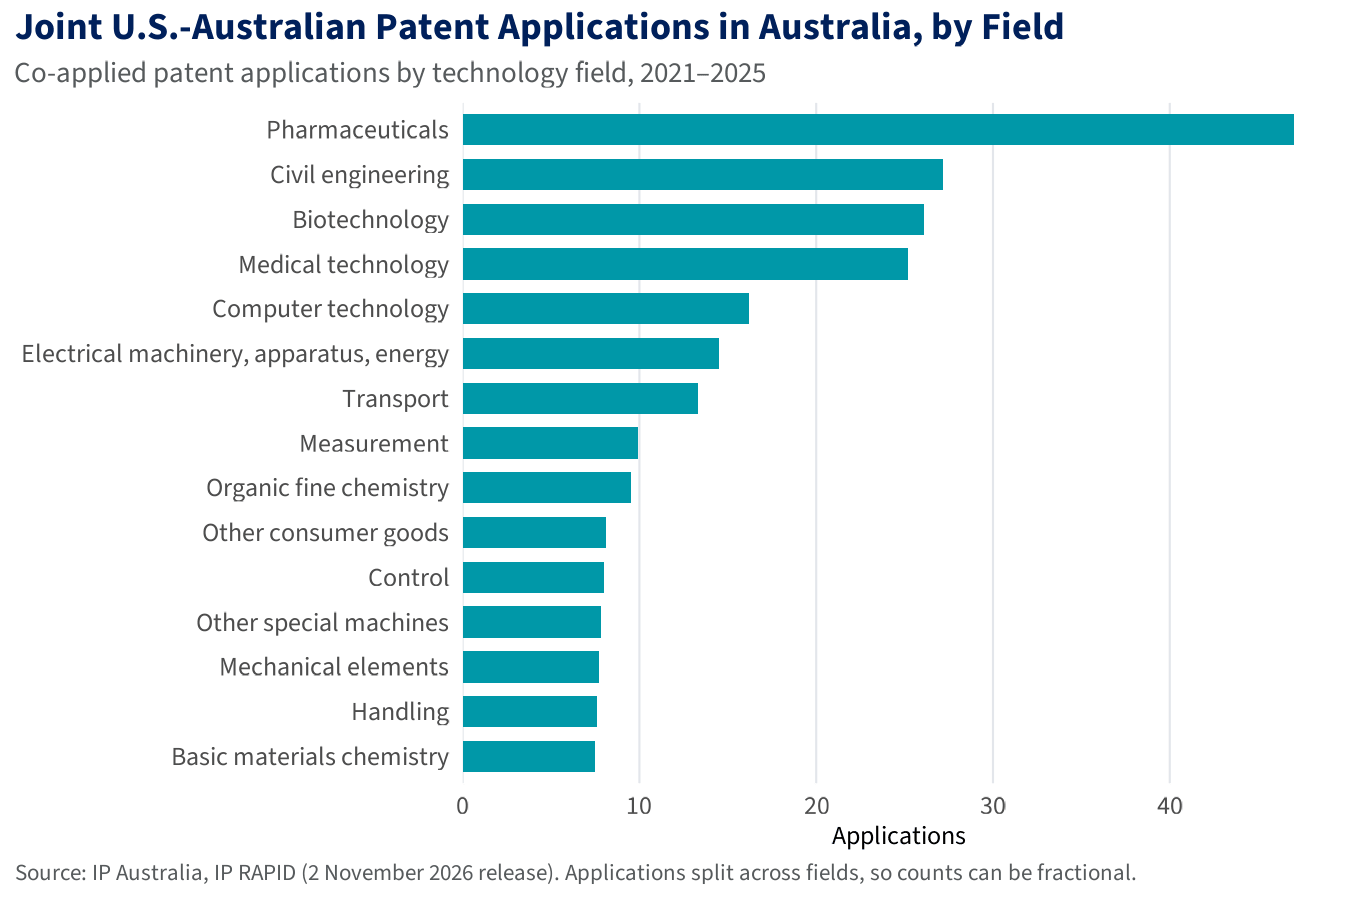 Joint U.S.-Australian Patent Applications in Australia, by Field
Co-applied patent applications by technology field, 2021–2025
Pharmaceuticals
Civil engineering
Biotechnology
Medical technology
Computer technology
Electrical machinery, apparatus, energy
Transport
Measurement
Organic fine chemistry
Other consumer goods
Control
Other special machines
Mechanical elements
Handling
Basic materials chemistry
0 10 20 30 40
Applications
Source: IP Australia, IP RAPID (2 November 2026 release). Applications split across fields, so counts can be fractional.